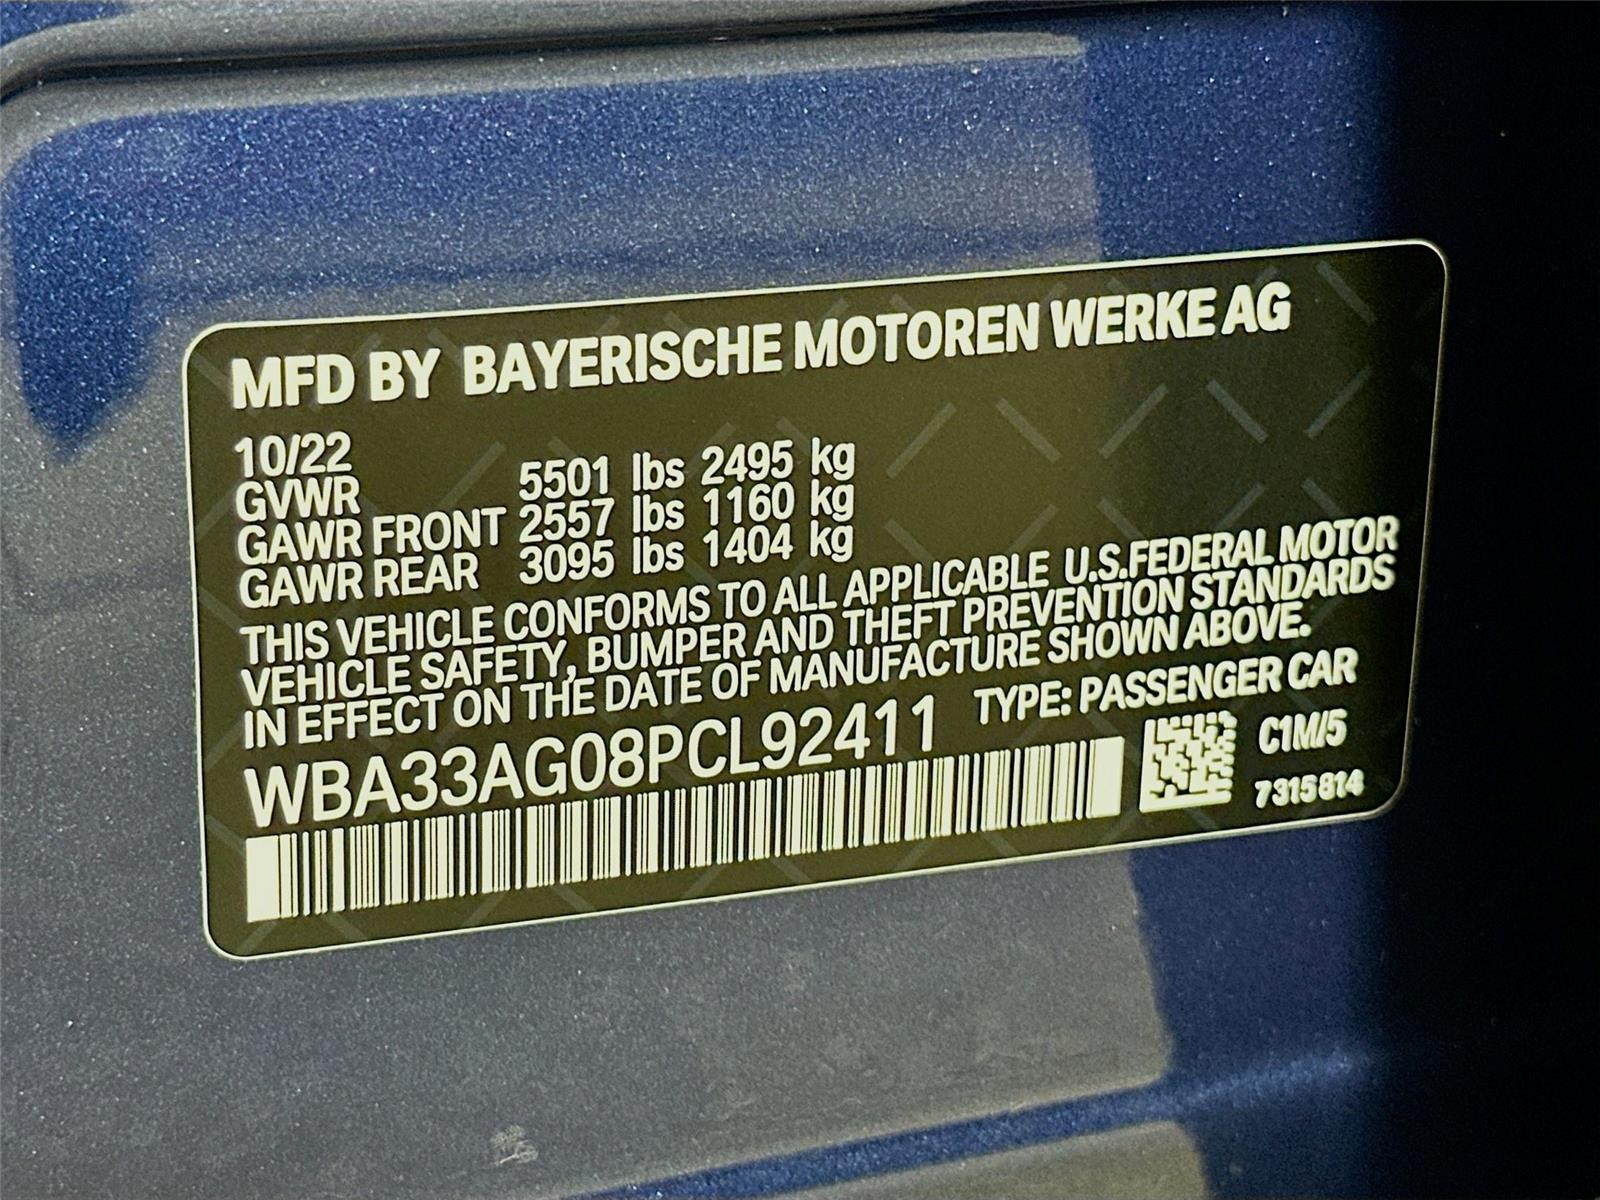 MFD BY BAYERISCHE MOTOREN WERKE AG
10/22
GVWR 5501 lbs 2495 kg
GAWR FRONT 2557 lbs 1160 kg
GAWR REAR 3095 lbs 1404 kg
THIS VEHICLE CONFORMS TO ALL APPLICABLE U.S.FEDERAL MOTOR
VEHICLE SAFETY, BUMPER AND THEFT PREVENTION STANDARDS
IN EFFECT ON THE DATE OF MANUFACTURE SHOWN ABOVE.
WBA33AG08PCL92411 TYPE: PASSENGER CAR
C1M/5
7315814